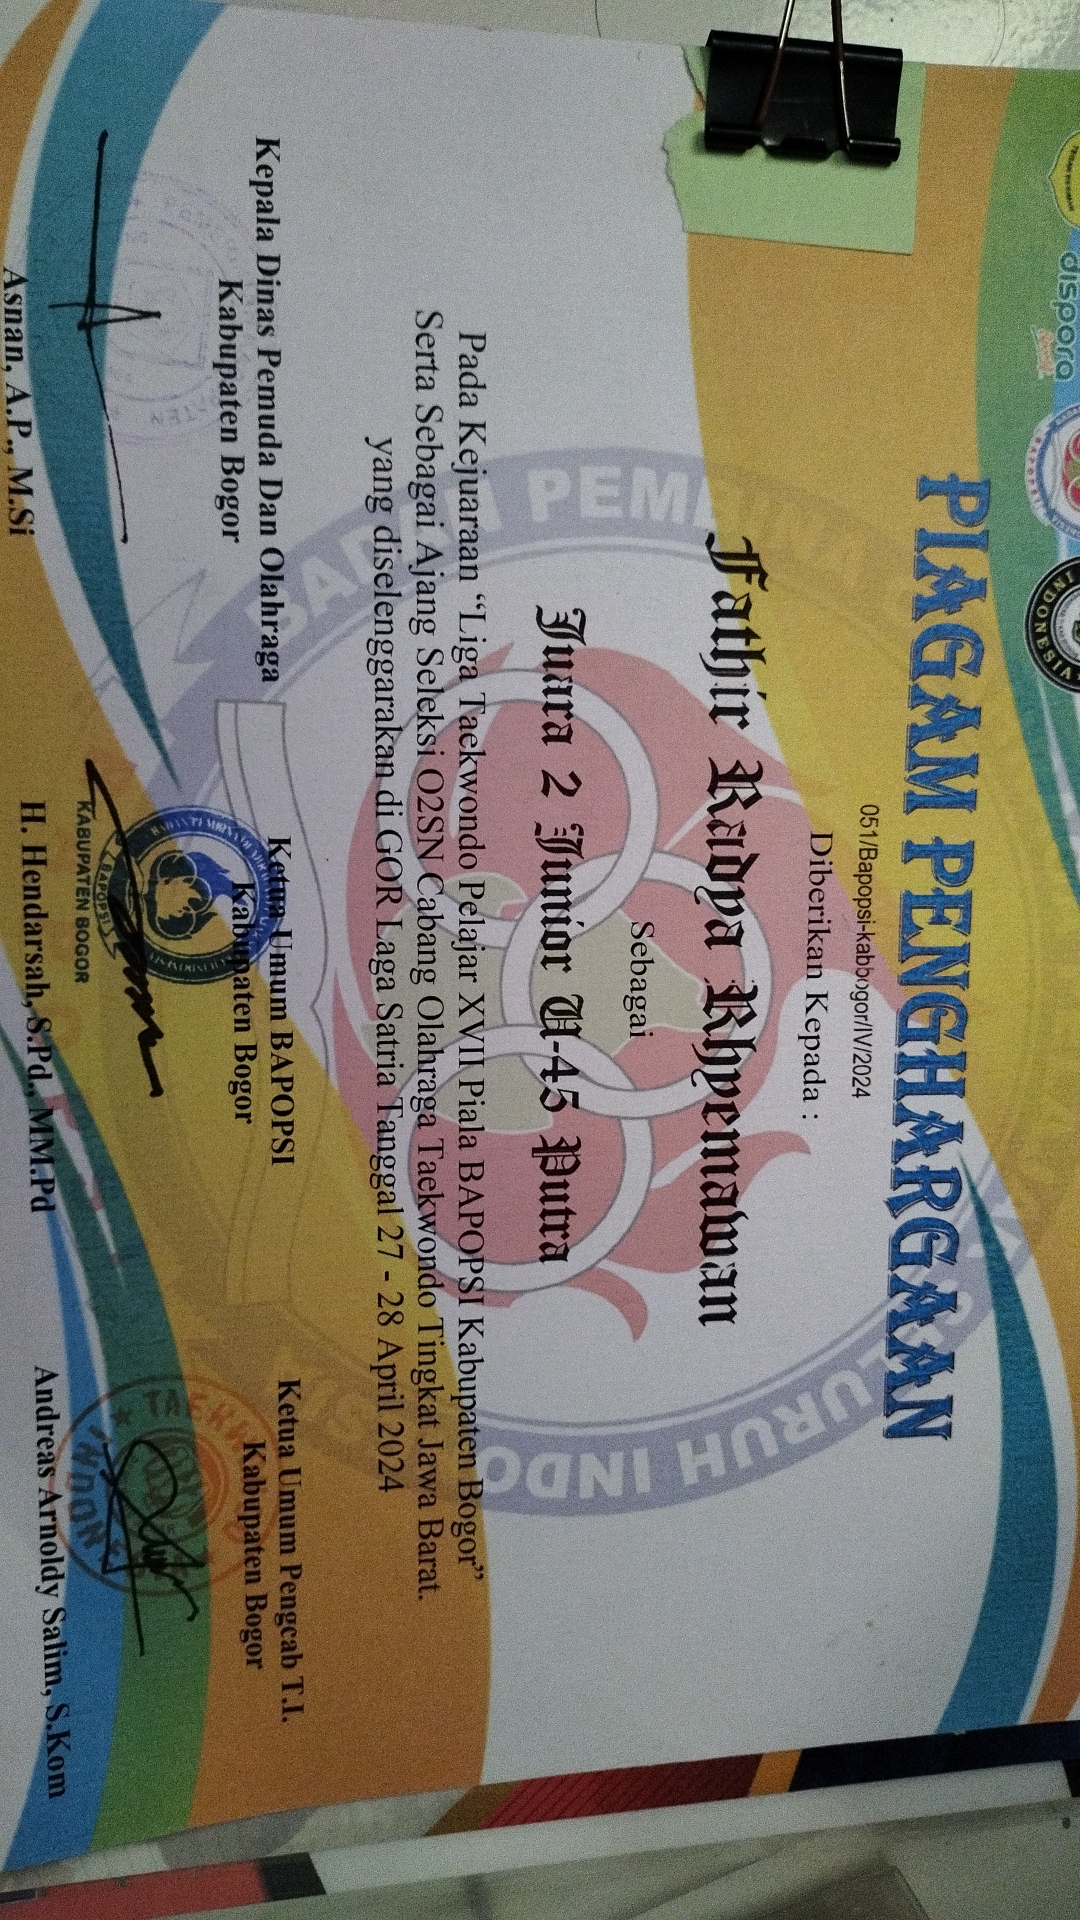 dispora
INDONESIA
PIAGAM PENGHARGAAN
051/Bapopsi-kabbogor/IV/2024
Diberikan Kepada :
Fathir Radya Rhyemawan
Sebagai
Juara 2 Junior U-45 Putra
Pada Kejuaraan “Liga Taekwondo Pelajar XVII Piala BAPOPSI Kabupaten Bogor”
Serta Sebagai Ajang Seleksi O2SN Cabang Olahraga Taekwondo Tingkat Jawa Barat.
yang diselenggarakan di GOR Laga Satria Tanggal 27 - 28 April 2024
Kepala Dinas Pemuda Dan Olahraga
Kabupaten Bogor
Asnan, A.P., M.Si
Ketua Umum BAPOPSI
Kabupaten Bogor
BAPOPSI
KABUPATEN BOGOR
H. Hendarsah, S.Pd., MM.Pd
Ketua Umum Pengcab T.I.
Kabupaten Bogor
Andreas Arnoldy Salim, S.Kom